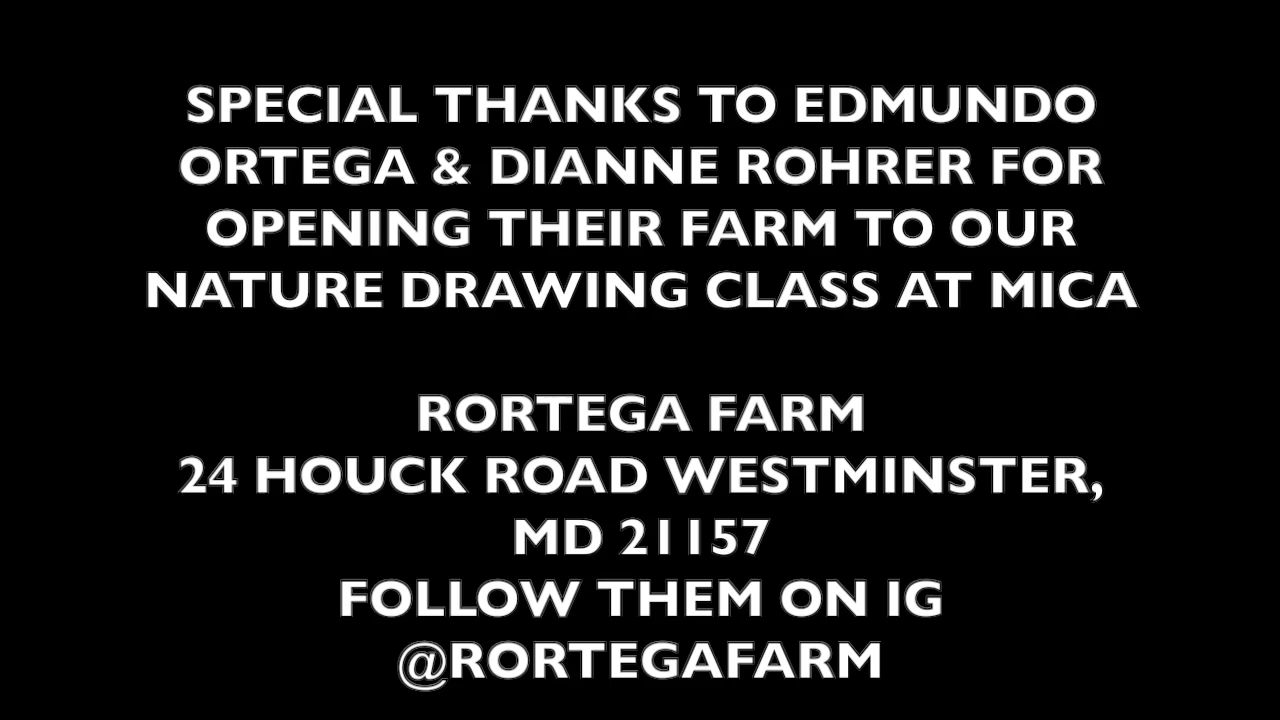 SPECIAL THANKS TO EDMUNDO
ORTEGA & DIANNE ROHRER FOR
OPENING THEIR FARM TO OUR
NATURE DRAWING CLASS AT MICA
RORTEGA FARM
24 HOUCK ROAD WESTMINSTER,
MD 21157
FOLLOW THEM ON IG
@RORTEGAFARM